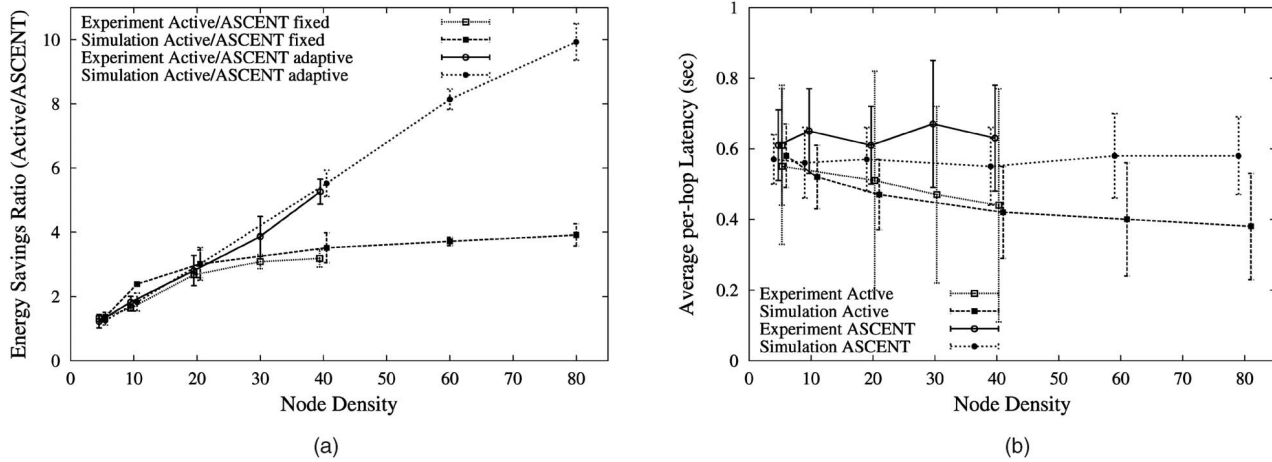 Energy Savings Ratio (Active/ASCENT)
10
8
6
4
2
0
Experiment Active/ASCENT fixed
Simulation Active/ASCENT fixed
Experiment Active/ASCENT adaptive
Simulation Active/ASCENT adaptive
0 10 20 30 40 50 60 70 80
Node Density
(a)
Average per-hop Latency (sec)
1
0.8
0.6
0.4
0.2
0
Experiment Active
Simulation Active
Experiment ASCENT
Simulation ASCENT
0 10 20 30 40 50 60 70 80
Node Density
(b)